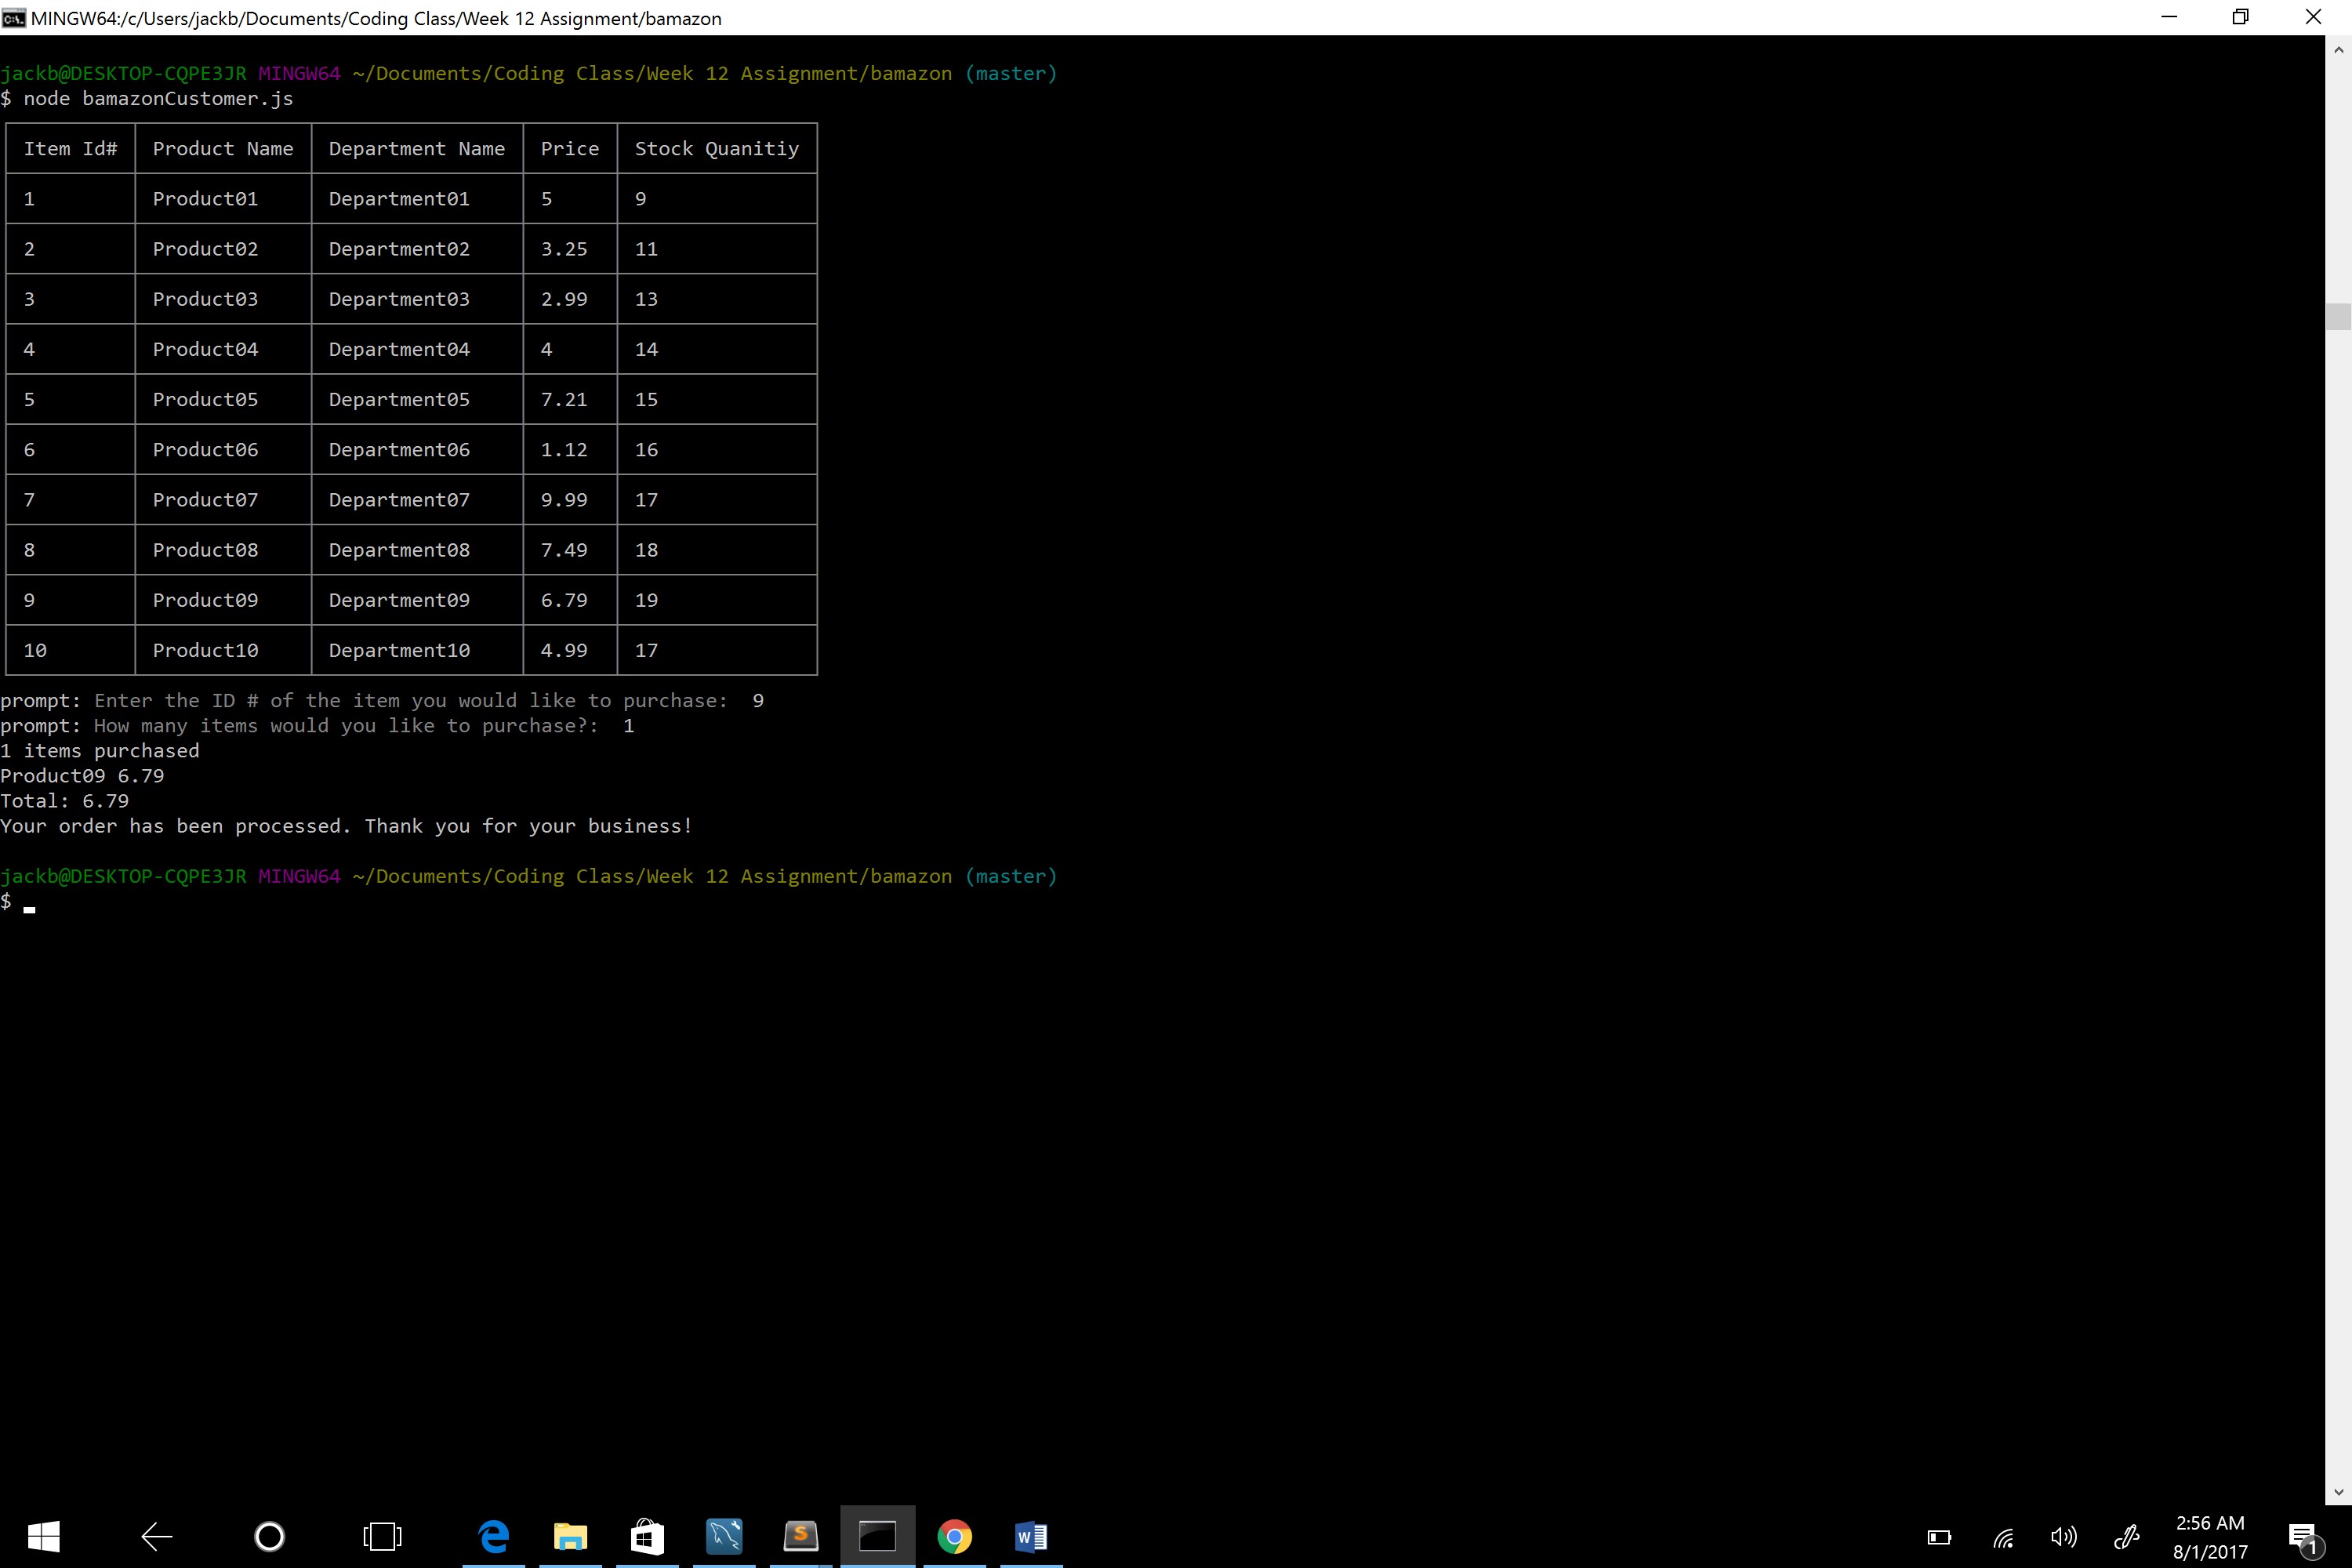 MINGW64:/c/Users/jackb/Documents/Coding Class/Week 12 Assignment/bamazon
jackb@DESKTOP-CQPE3JR MINGW64 ~/Documents/Coding Class/Week 12 Assignment/bamazon (master)
$ node bamazonCustomer.js
Item Id# Product Name Department Name Price Stock Quanitiy
1 Product01 Department01 5 9
2 Product02 Department02 3.25 11
3 Product03 Department03 2.99 13
4 Product04 Department04 4 14
5 Product05 Department05 7.21 15
6 Product06 Department06 1.12 16
7 Product07 Department07 9.99 17
8 Product08 Department08 7.49 18
9 Product09 Department09 6.79 19
10 Product10 Department10 4.99 17
prompt: Enter the ID # of the item you would like to purchase:  9
prompt: How many items would you like to purchase?:  1
1 items purchased
Product09 6.79
Total: 6.79
Your order has been processed. Thank you for your business!
jackb@DESKTOP-CQPE3JR MINGW64 ~/Documents/Coding Class/Week 12 Assignment/bamazon (master)
$
2:56 AM
8/1/2017
1